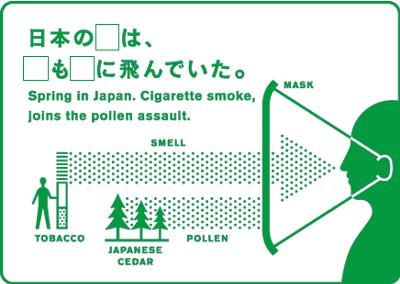 日本の□は、
□も□に飛んでいた。
Spring in Japan. Cigarette smoke,
joins the pollen assault.
MASK
SMELL
TOBACCO
JAPANESE
CEDAR
POLLEN